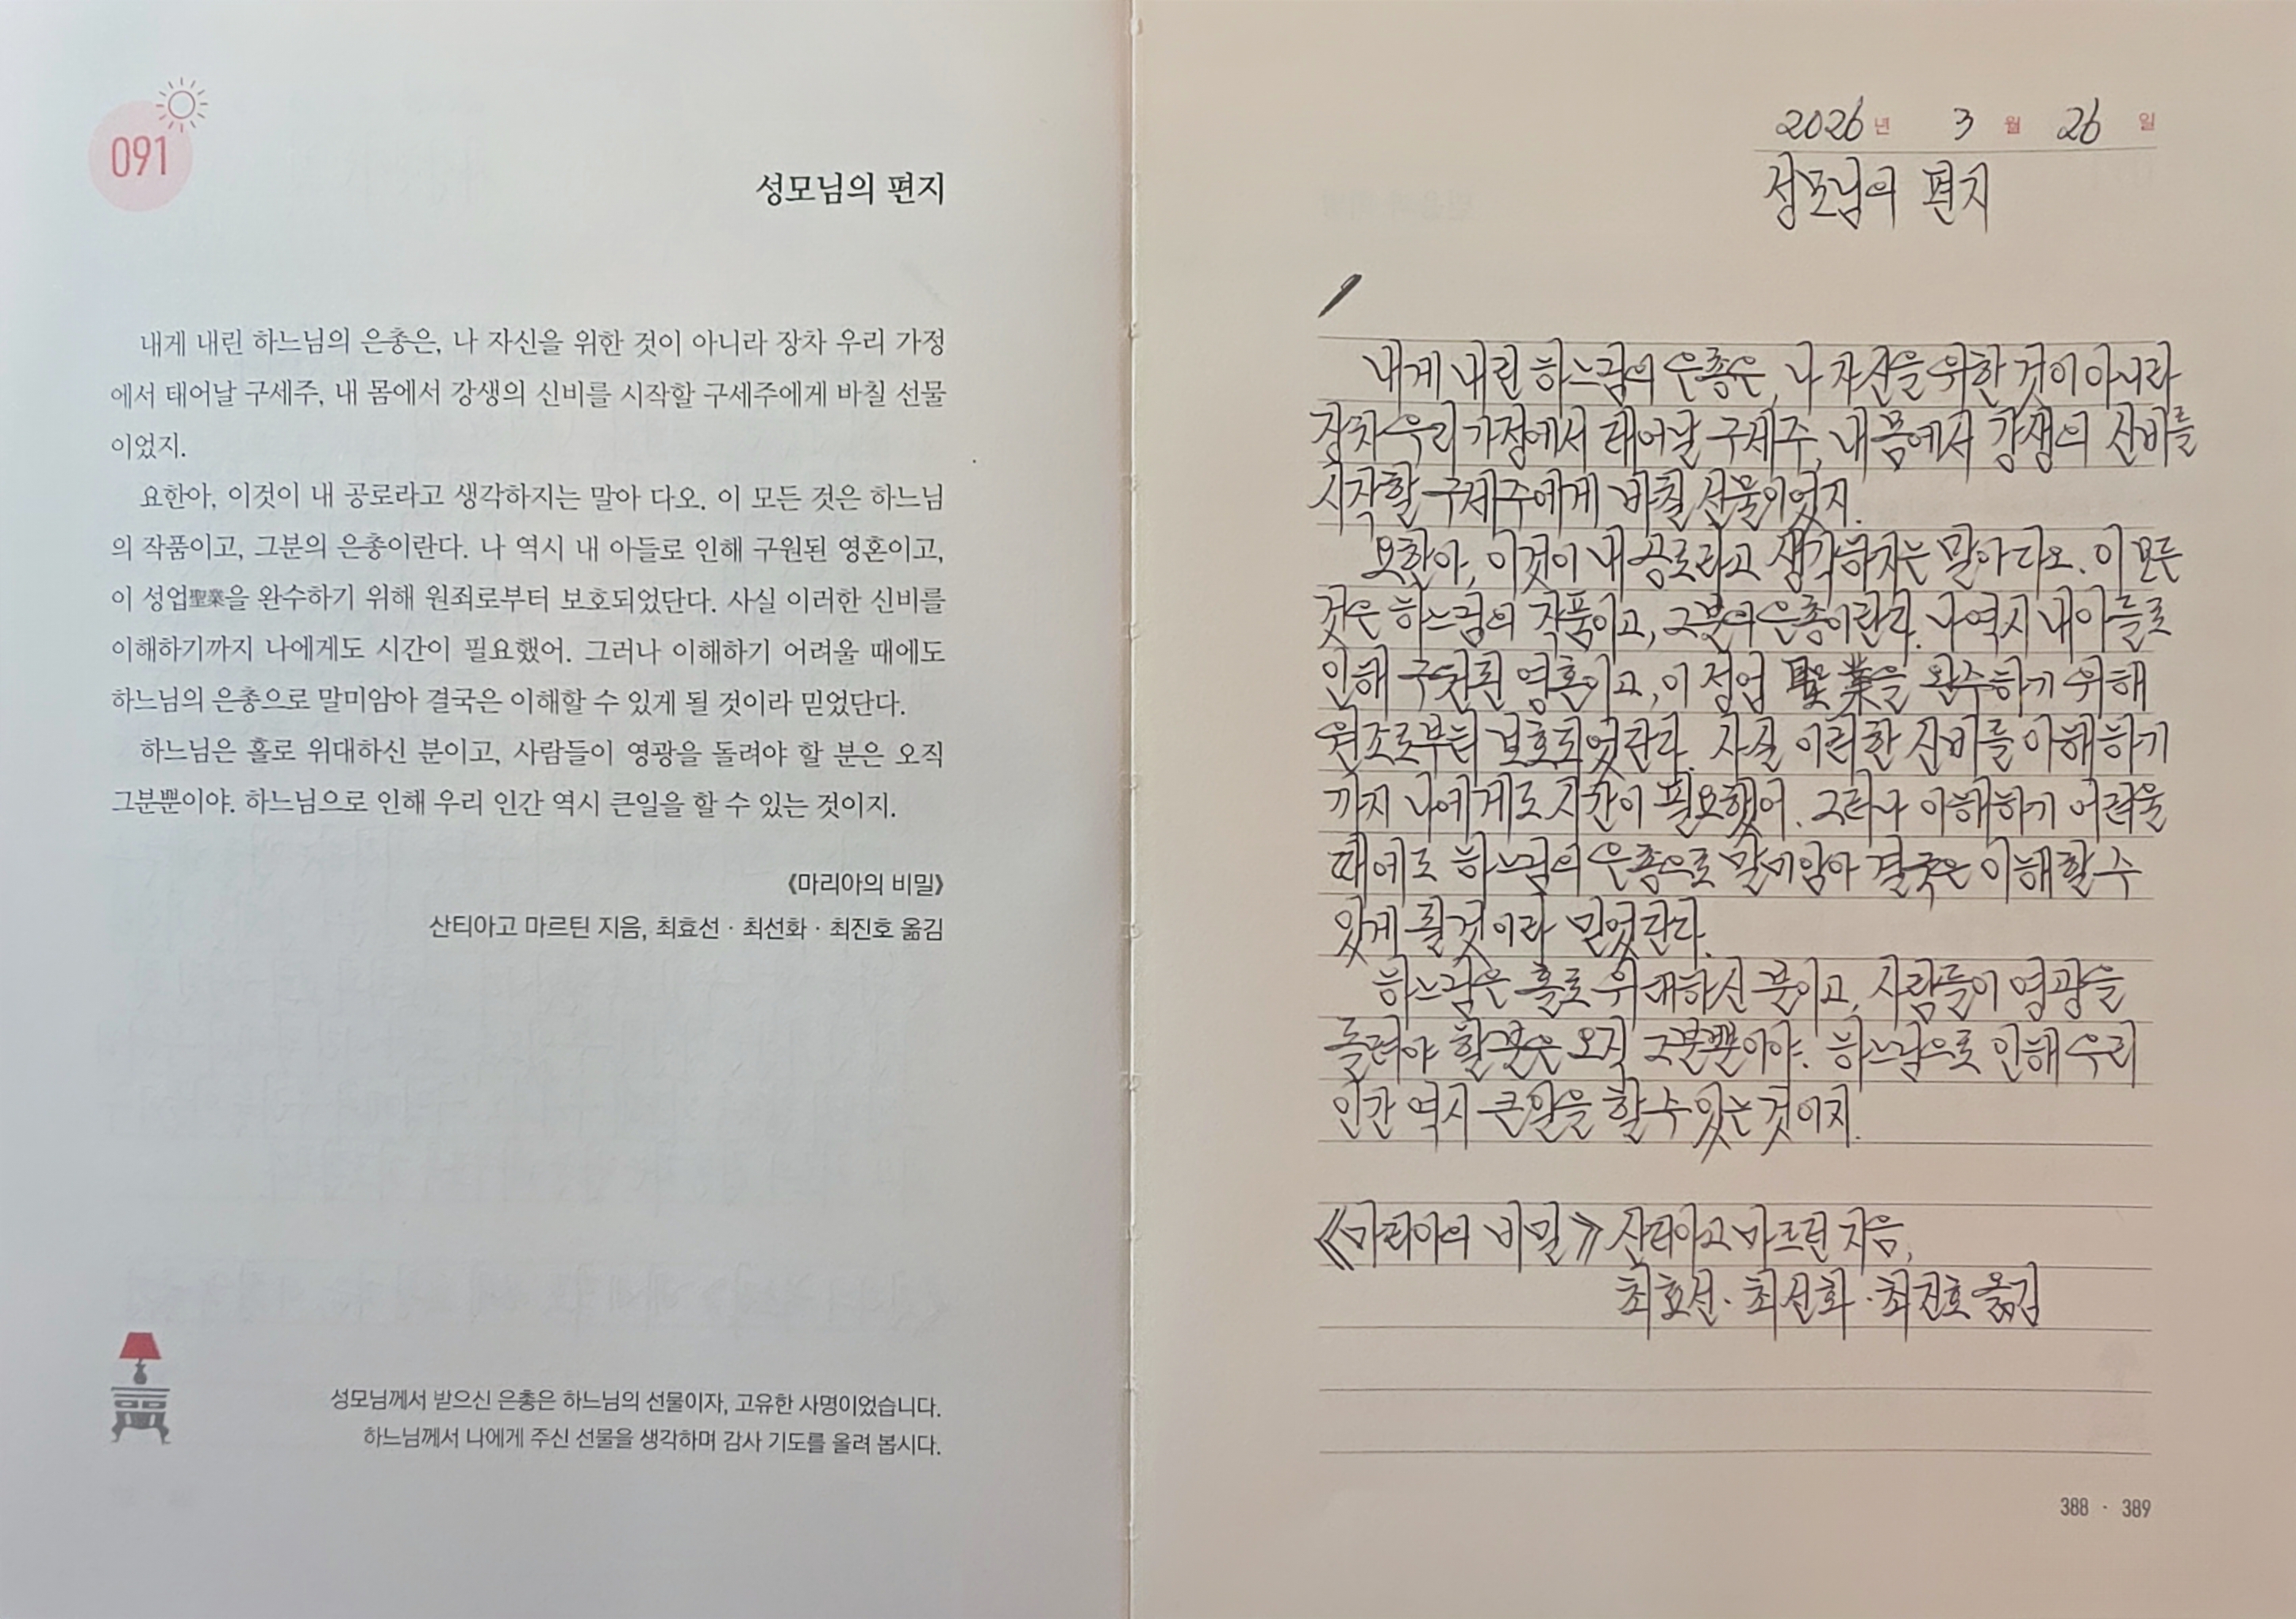 091
성모님의 편지
내게 내린 하느님의 은총은, 나 자신을 위한 것이 아니라 장차 우리 가정
에서 태어날 구세주, 내 몸에서 강생의 신비를 시작할 구세주에게 바칠 선물
이었지.
요한아, 이것이 내 공로라고 생각하지는 말아 다오. 이 모든 것은 하느님
의 작품이고, 그분의 은총이란다. 나 역시 내 아들로 인해 구원된 영혼이고,
이 성업聖業을 완수하기 위해 원죄로부터 보호되었단다. 사실 이러한 신비를
이해하기까지 나에게도 시간이 필요했어. 그러나 이해하기 어려울 때에도
하느님의 은총으로 말미암아 결국은 이해할 수 있게 될 것이라 믿었단다.
하느님은 홀로 위대하신 분이고, 사람들이 영광을 돌려야 할 분은 오직
그분뿐이야. 하느님으로 인해 우리 인간 역시 큰일을 할 수 있는 것이지.
《마리아의 비밀》
산티아고 마르틴 지음, 최효선 · 최선화 · 최진호 옮김
성모님께서 받으신 은총은 하느님의 선물이자, 고유한 사명이었습니다.
하느님께서 나에게 주신 선물을 생각하며 감사 기도를 올려 봅시다.
2026년 3월 26일
성모님의 편지
내게 내린 하느님의 은총은, 나 자신을 위한 것이 아니라
장차 우리 가정에서 태어날 구세주, 내 몸에서 강생의 신비를
시작할 구세주에게 바칠 선물이었지.
요한아, 이것이 내 공로라고 생각하지는 말아 다오. 이 모든
것은 하느님의 작품이고, 그분의 은총이란다. 나 역시 내 아들로
인해 구원된 영혼이고, 이 성업 聖業을 완수하기 위해
원죄로부터 보호되었단다. 사실 이러한 신비를 이해하기
까지 나에게도 시간이 필요했어. 그러나 이해하기 어려울
때에도 하느님의 은총으로 말미암아 결국은 이해할 수
있게 될 것이라 믿었단다.
하느님은 홀로 위대하신 분이고, 사람들이 영광을
돌려야 할 분은 오직 그분뿐이야. 하느님으로 인해 우리
인간 역시 큰일을 할 수 있는 것이지.
《마리아의 비밀》 산티아고 마르틴 지음,
최효선 · 최선화 · 최진호 옮김
388 · 389